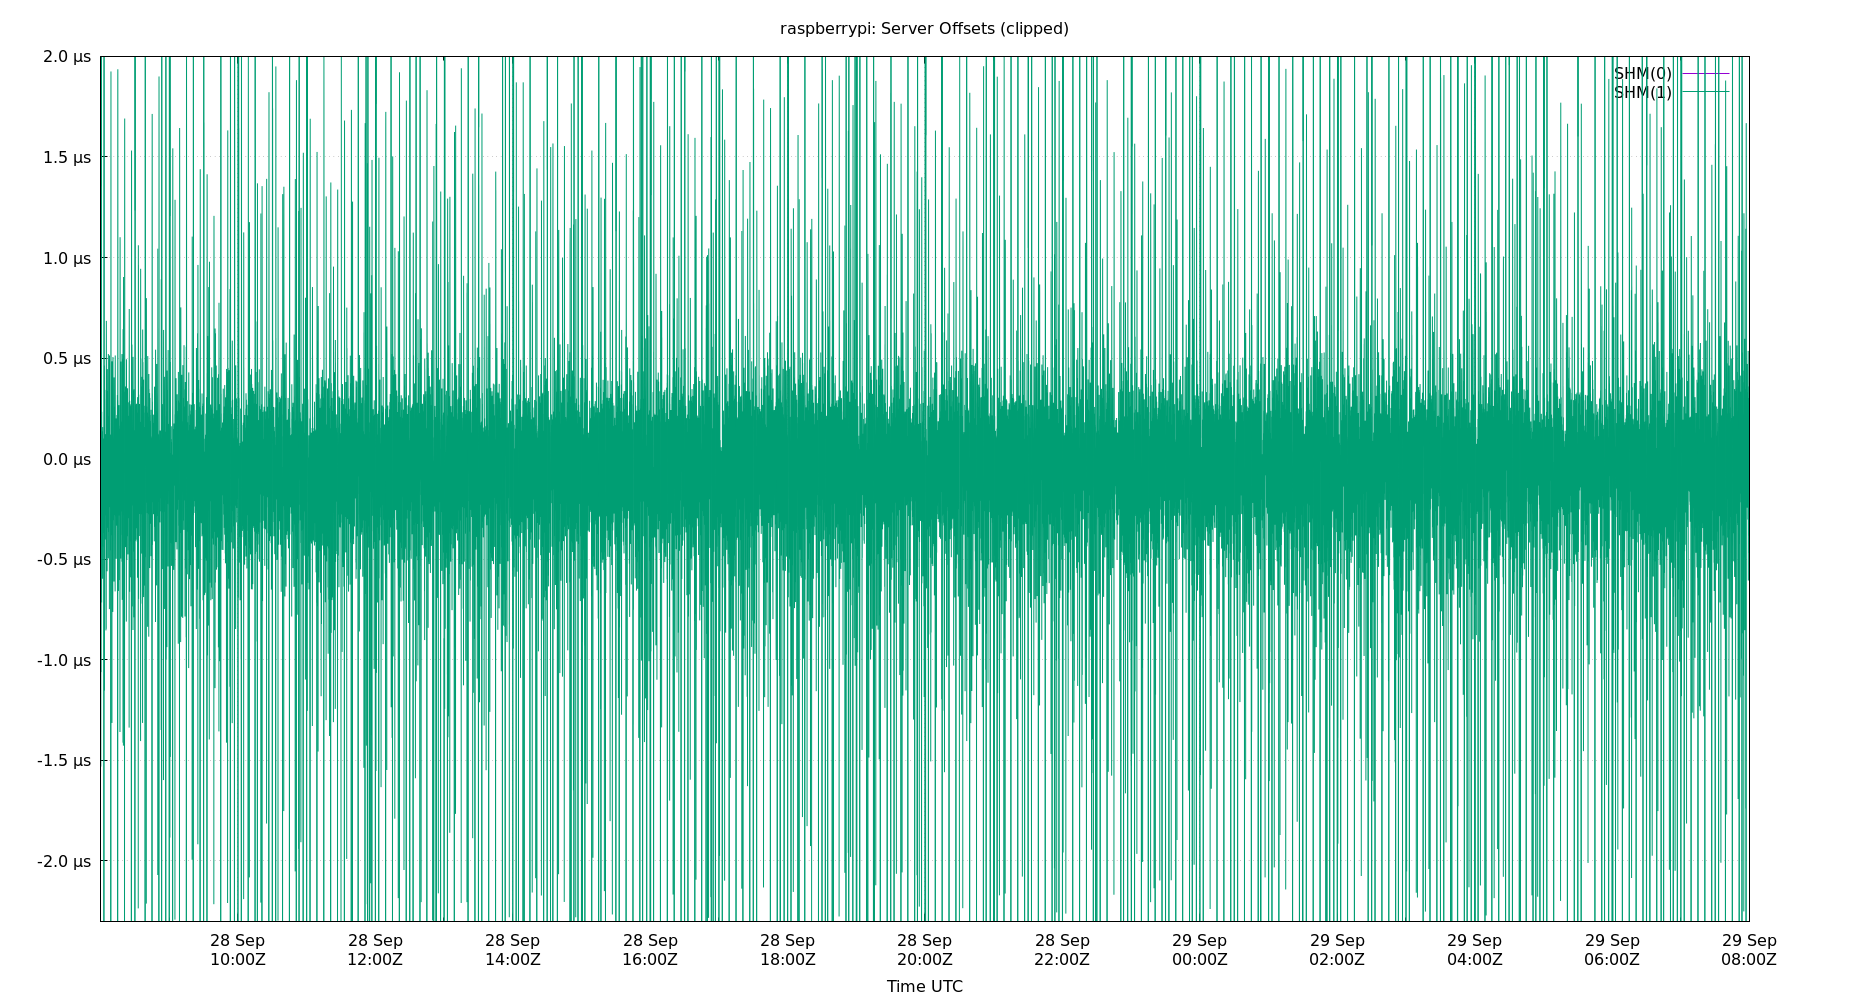 raspberrypi: Server Offsets (clipped)
2.0 µs
1.5 µs
1.0 µs
0.5 µs
0.0 µs
-0.5 µs
-1.0 µs
-1.5 µs
-2.0 µs
SHM(0)
SHM(1)
28 Sep 28 Sep 28 Sep 28 Sep 28 Sep 28 Sep 28 Sep 29 Sep 29 Sep 29 Sep 29 Sep 29 Sep
10:00Z 12:00Z 14:00Z 16:00Z 18:00Z 20:00Z 22:00Z 00:00Z 02:00Z 04:00Z 06:00Z 08:00Z
Time UTC